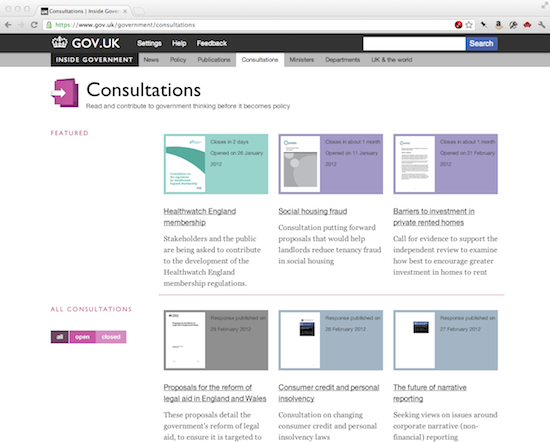 Consultations | Inside Gover
https://www.gov.uk/government/consultations
GOV.UK Settings Help Feedback Search
INSIDE GOVERNMENT News Policy Publications Consultations Ministers Departments UK & the world
Consultations
Read and contribute to government thinking before it becomes policy
FEATURED
Closes in 2 days
Opened on 26 January
2012
Healthwatch England
membership
Stakeholders and the public
are being asked to contribute
to the development of the
Healthwatch England
membership regulations.
Closes in about 1 month
Opened on 11 January
2012
Social housing fraud
Consultation putting forward
proposals that would help
landlords reduce tenancy fraud
in social housing
Closes in about 1 month
Opened on 21 February
2012
Barriers to investment in
private rented homes
Call for evidence to support the
independent review to examine
how best to encourage greater
investment in homes to rent
ALL CONSULTATIONS
all open closed
Response published on
29 February 2012
Proposals for the reform of
legal aid in England and Wales
These proposals detail the
government's reform of legal
aid, to ensure it is targeted to
Response published on
28 February 2012
Consumer credit and personal
insolvency
Consultation on changing
consumer credit and personal
insolvency laws
Response published on
27 February 2012
The future of narrative
reporting
Seeking views on issues around
corporate narrative (non-
financial) reporting